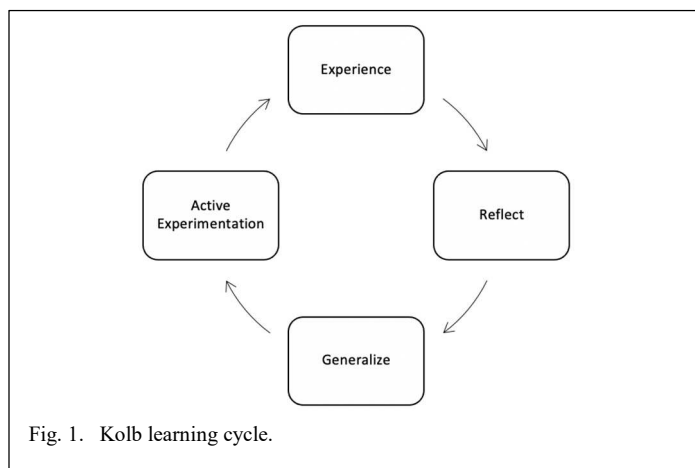 Experience
Reflect
Generalize
Active
Experimentation
Fig. 1. Kolb learning cycle.